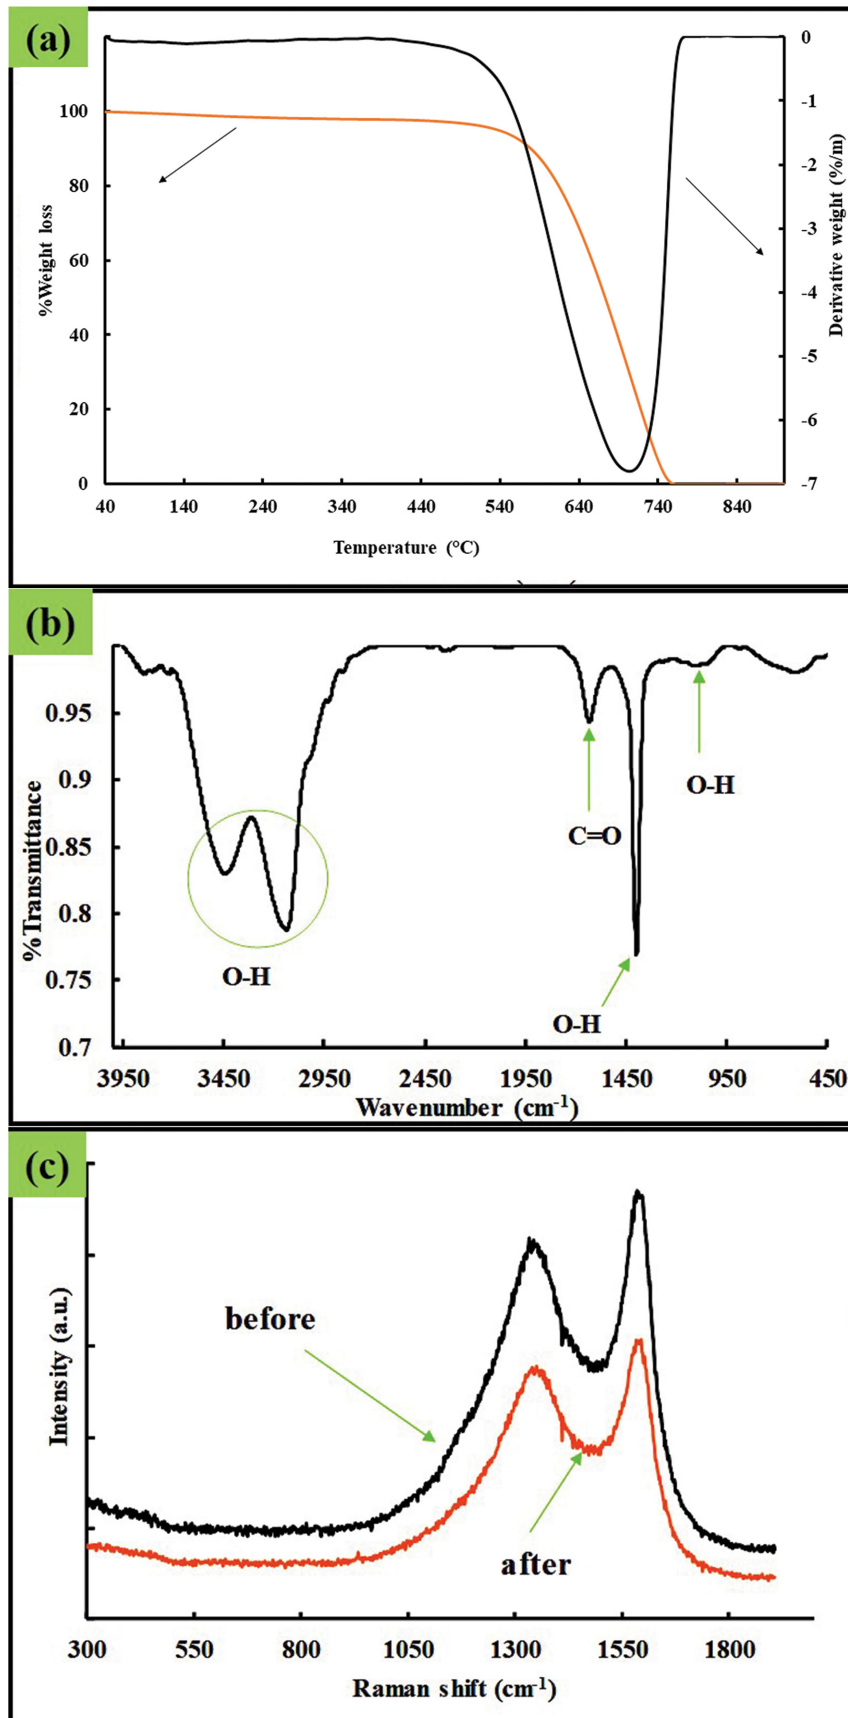 (a)
0
-1
-2
-3
-4
-5
-6
-7
Derivative weight (%/m)
100
80
60
40
20
0
%Weight loss
40 140 240 340 440 540 640 740 840
Temperature (°C)
(b)
0.95
0.9
0.85
0.8
0.75
0.7
%Transmittance
O-H
C=O
O-H
O-H
3950 3450 2950 2450 1950 1450 950 450
Wavenumber (cm-1)
(c)
Intensity (a.u.)
before
after
300 550 800 1050 1300 1550 1800
Raman shift (cm-1)